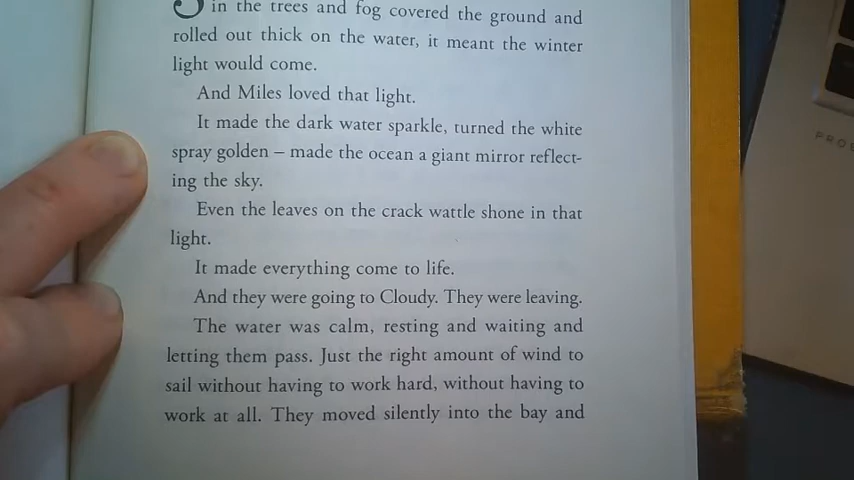 in the trees and fog covered the ground and
rolled out thick on the water, it meant the winter
light would come.
And Miles loved that light.
It made the dark water sparkle, turned the white
spray golden – made the ocean a giant mirror reflect-
ing the sky.
Even the leaves on the crack wattle shone in that
light.
It made everything come to life.
And they were going to Cloudy. They were leaving.
The water was calm, resting and waiting and
letting them pass. Just the right amount of wind to
sail without having to work hard, without having to
work at all. They moved silently into the bay and